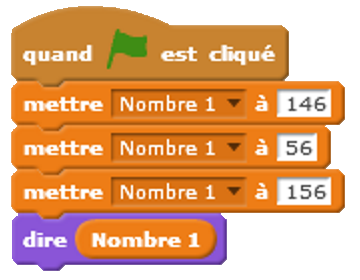 quand est cliqué
mettre Nombre 1 à 146
mettre Nombre 1 à 56
mettre Nombre 1 à 156
dire Nombre 1